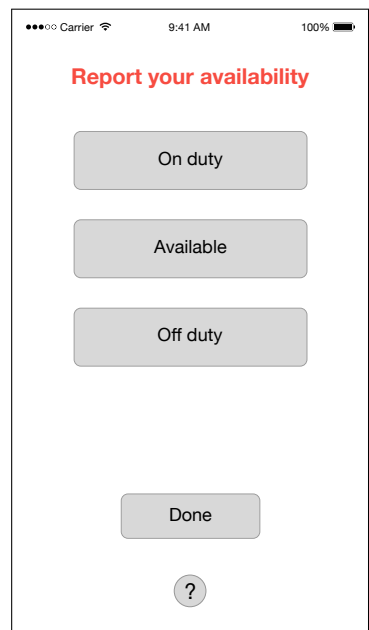 Carrier 9:41 AM 100%
Report your availability
On duty
Available
Off duty
Done
?